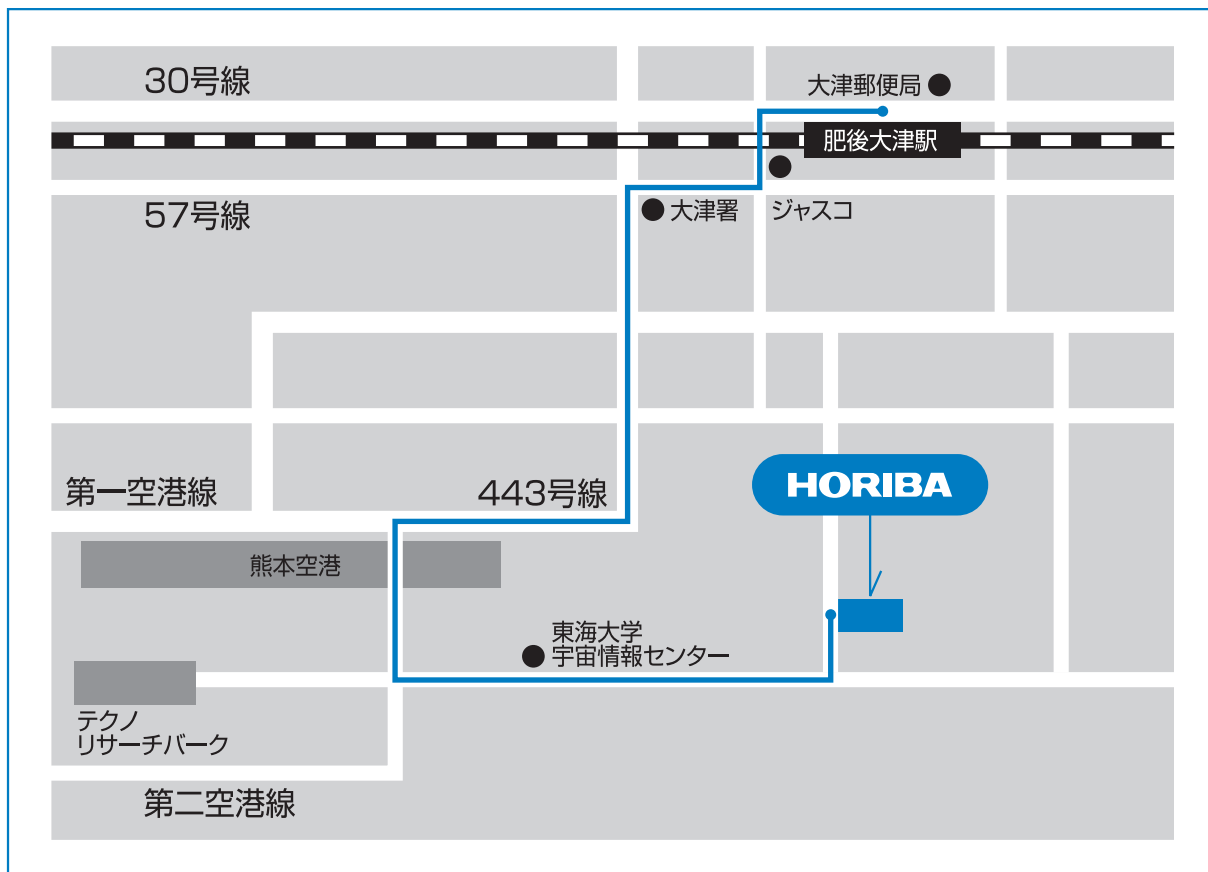 30号線
大津郵便局
肥後大津駅
57号線
大津署
ジャスコ
第一空港線
443号線
HORIBA
熊本空港
東海大学
宇宙情報センター
テクノ
リサーチパーク
第二空港線